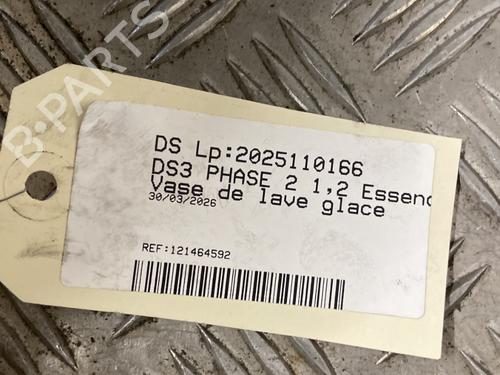 DS Lp:2025110166
DS3 PHASE 2 1,2 Essenc
Vase de lave glace
30/03/2026
REF:121464592
B-PARTS